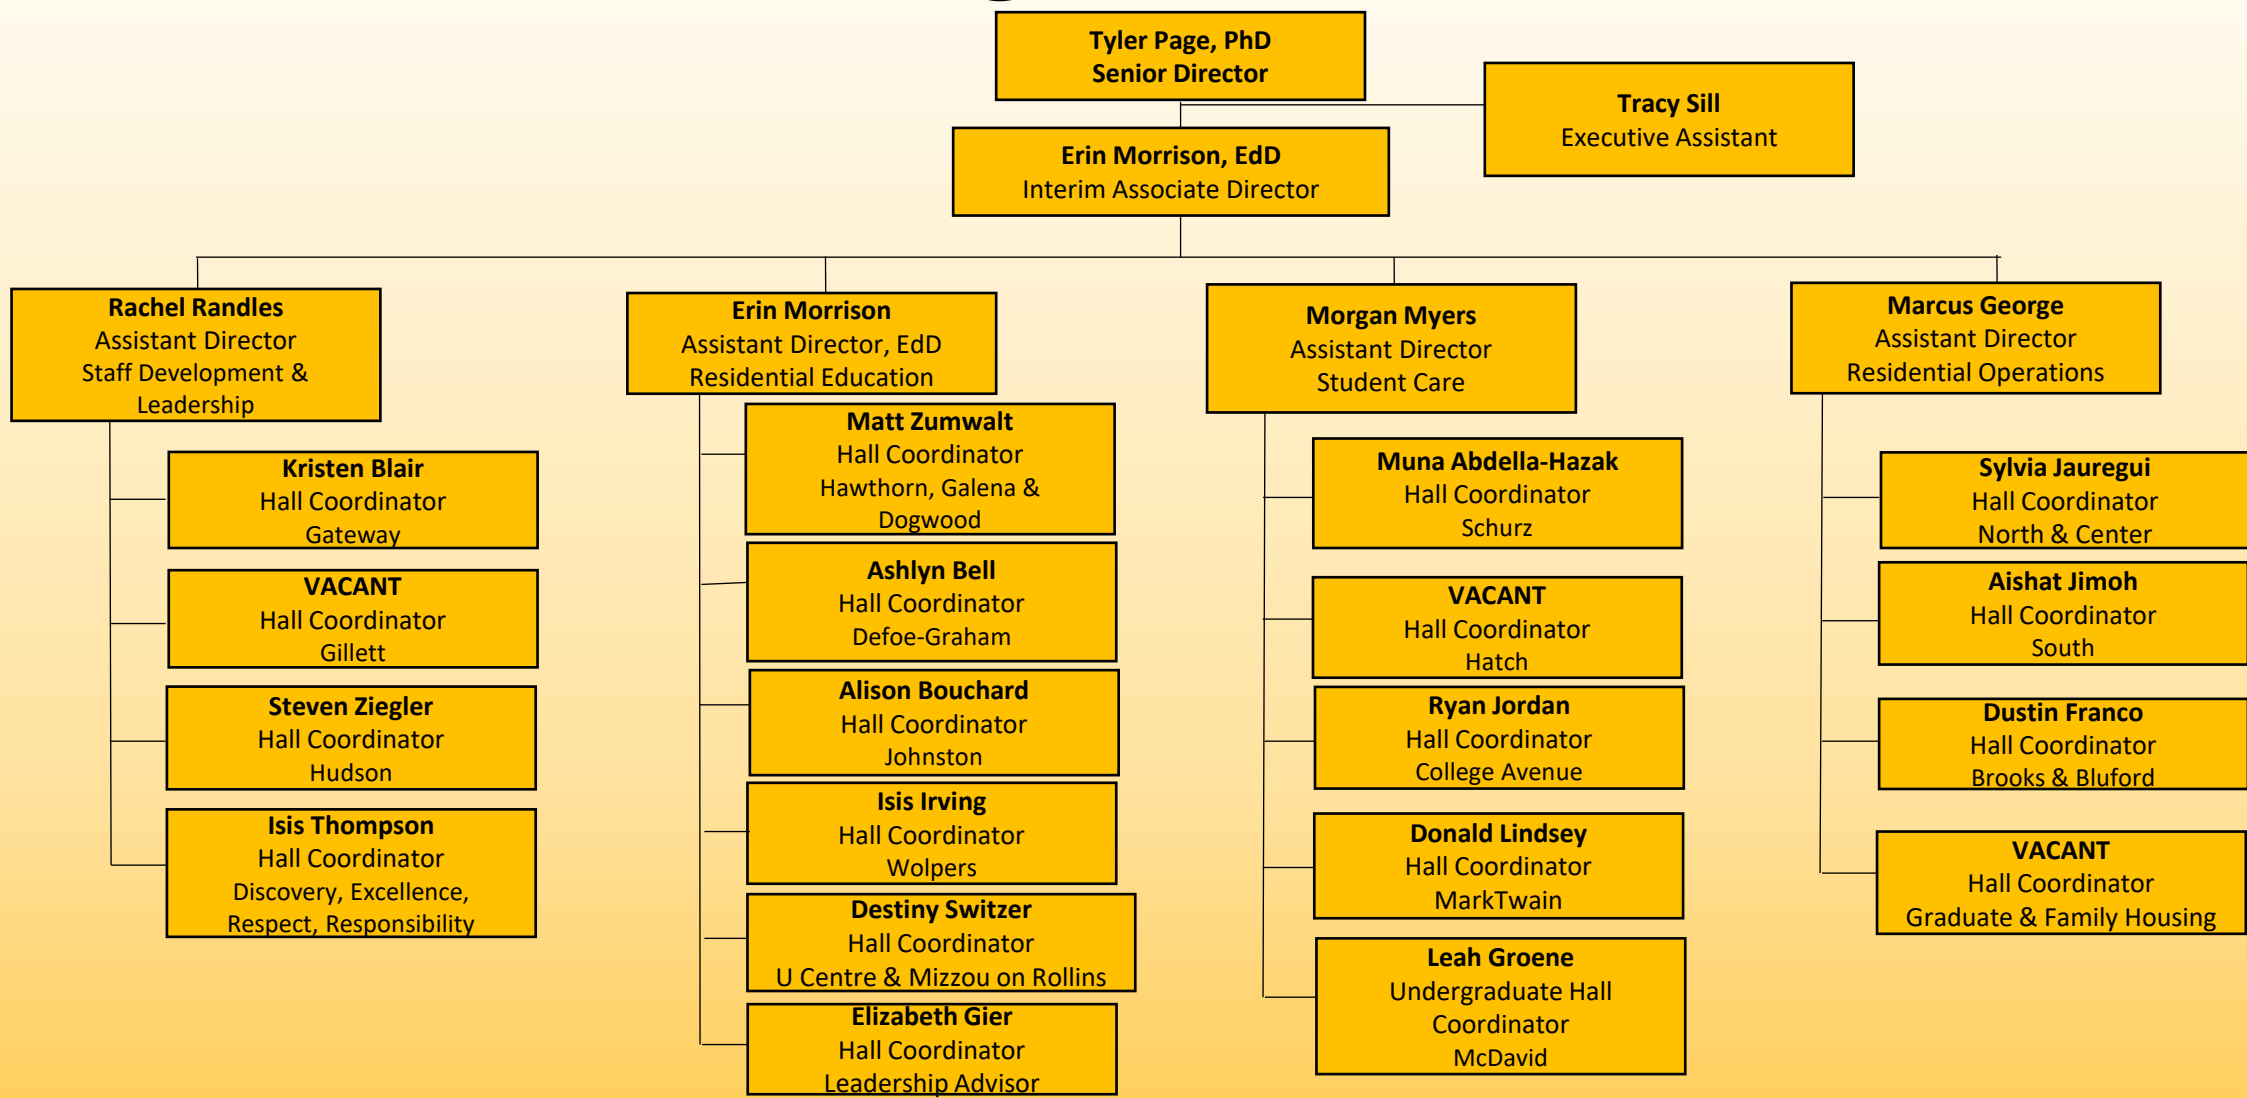 Tyler Page, PhD
Senior Director
Tracy Sill
Executive Assistant
Erin Morrison, EdD
Interim Associate Director
Rachel Randles
Assistant Director
Staff Development &
Leadership
Kristen Blair
Hall Coordinator
Gateway
VACANT
Hall Coordinator
Gillett
Steven Ziegler
Hall Coordinator
Hudson
Isis Thompson
Hall Coordinator
Discovery, Excellence,
Respect, Responsibility
Erin Morrison
Assistant Director, EdD
Residential Education
Matt Zumwalt
Hall Coordinator
Hawthorn, Galena &
Dogwood
Ashlyn Bell
Hall Coordinator
Defoe-Graham
Alison Bouchard
Hall Coordinator
Johnston
Isis Irving
Hall Coordinator
Wolpers
Destiny Switzer
Hall Coordinator
U Centre & Mizzou on Rollins
Elizabeth Gier
Hall Coordinator
Leadership Advisor
Morgan Myers
Assistant Director
Student Care
Muna Abdella-Hazak
Hall Coordinator
Schurz
VACANT
Hall Coordinator
Hatch
Ryan Jordan
Hall Coordinator
College Avenue
Donald Lindsey
Hall Coordinator
MarkTwain
Leah Groene
Undergraduate Hall
Coordinator
McDavid
Marcus George
Assistant Director
Residential Operations
Sylvia Jauregui
Hall Coordinator
North & Center
Aishat Jimoh
Hall Coordinator
South
Dustin Franco
Hall Coordinator
Brooks & Bluford
VACANT
Hall Coordinator
Graduate & Family Housing